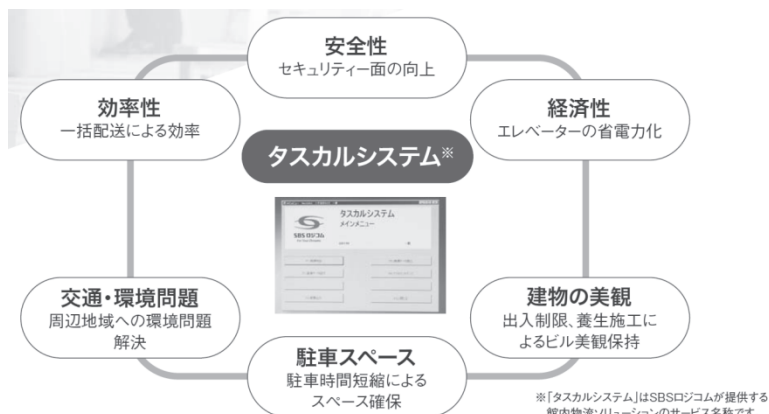 安全性
セキュリティー面の向上
効率性
一括配送による効率
経済性
エレベーターの省電力化
タスカルシステム※
タスカルシステム
メインメニュー
SBSロジコム
交通・環境問題
周辺地域への環境問題
解決
建物の美観
出入制限、養生施工に
よるビル美観保持
駐車スペース
駐車時間短縮による
スペース確保
※「タスカルシステム」はSBSロジコムが提供する
館内物流ソリューションのサービス名称です。